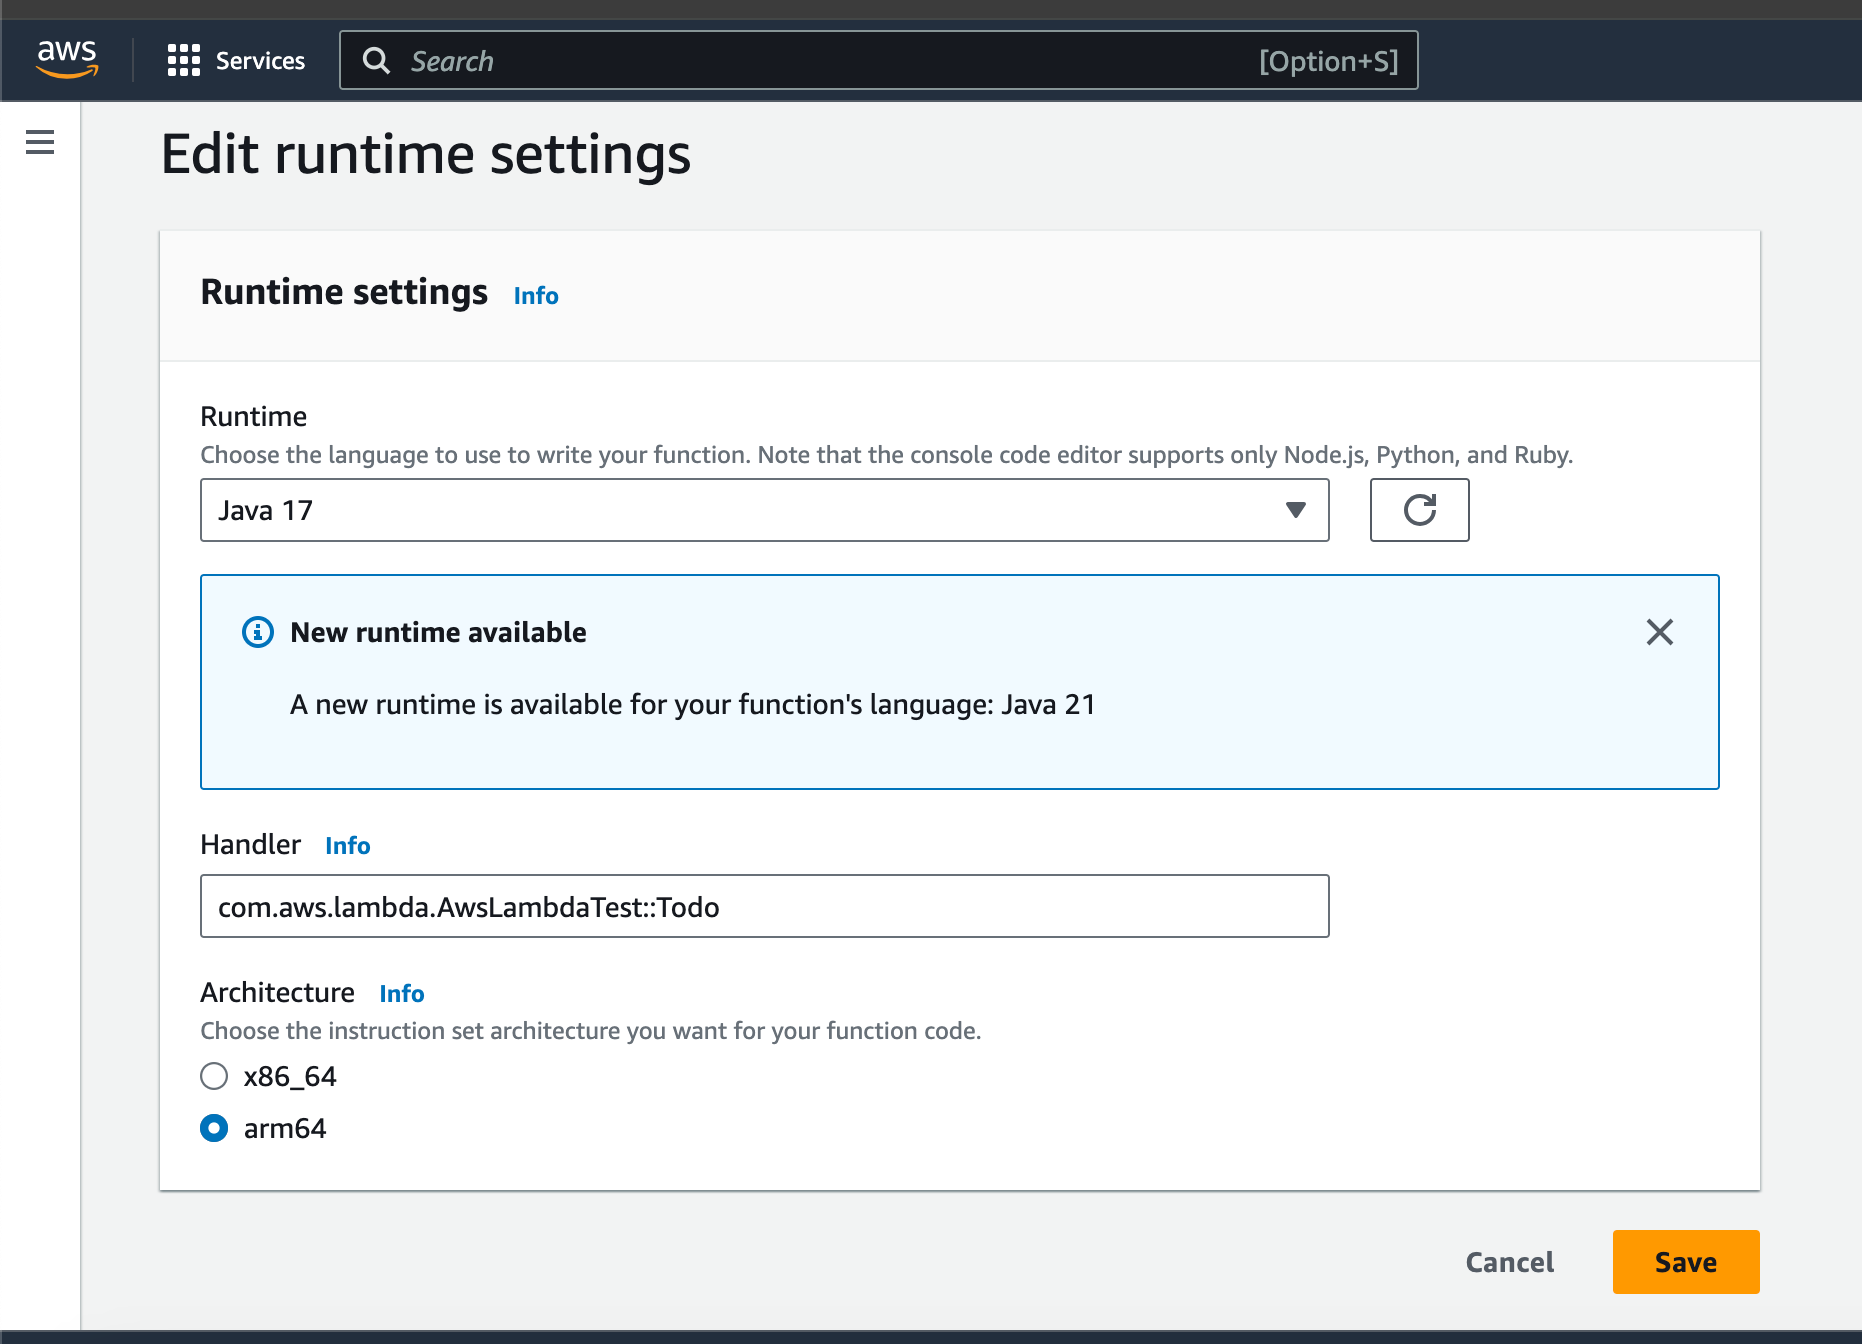 aws
Services
Search
[Option+S]
Edit runtime settings
Runtime settings Info
Runtime
Choose the language to use to write your function. Note that the console code editor supports only Node.js, Python, and Ruby.
Java 17
New runtime available
A new runtime is available for your function's language: Java 21
Handler Info
com.aws.lambda.AwsLambdaTest::Todo
Architecture Info
Choose the instruction set architecture you want for your function code.
x86_64
arm64
Cancel
Save